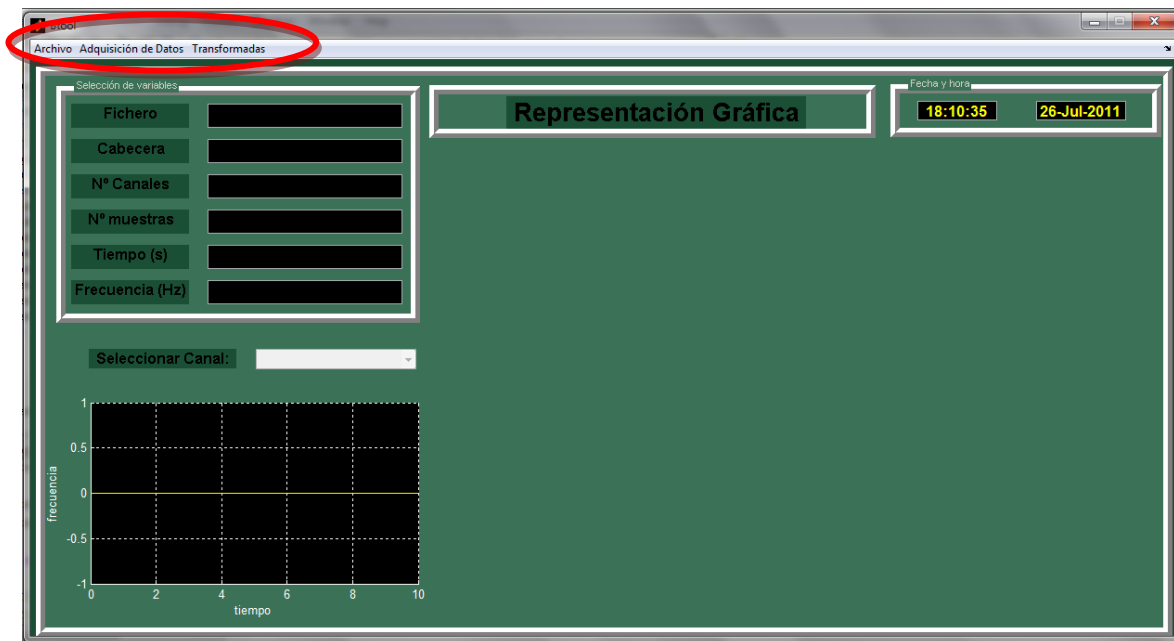 Archivo Adquisición de Datos Transformadas
Selección de variables
Fichero
Cabecera
Nº Canales
Nº muestras
Tiempo (s)
Frecuencia (Hz)
Representación Gráfica
Fecha y hora
18:10:35 26-Jul-2011
Seleccionar Canal:
1
0.5
0
-0.5
-1
frecuencia
0 2 4 6 8 10
tiempo